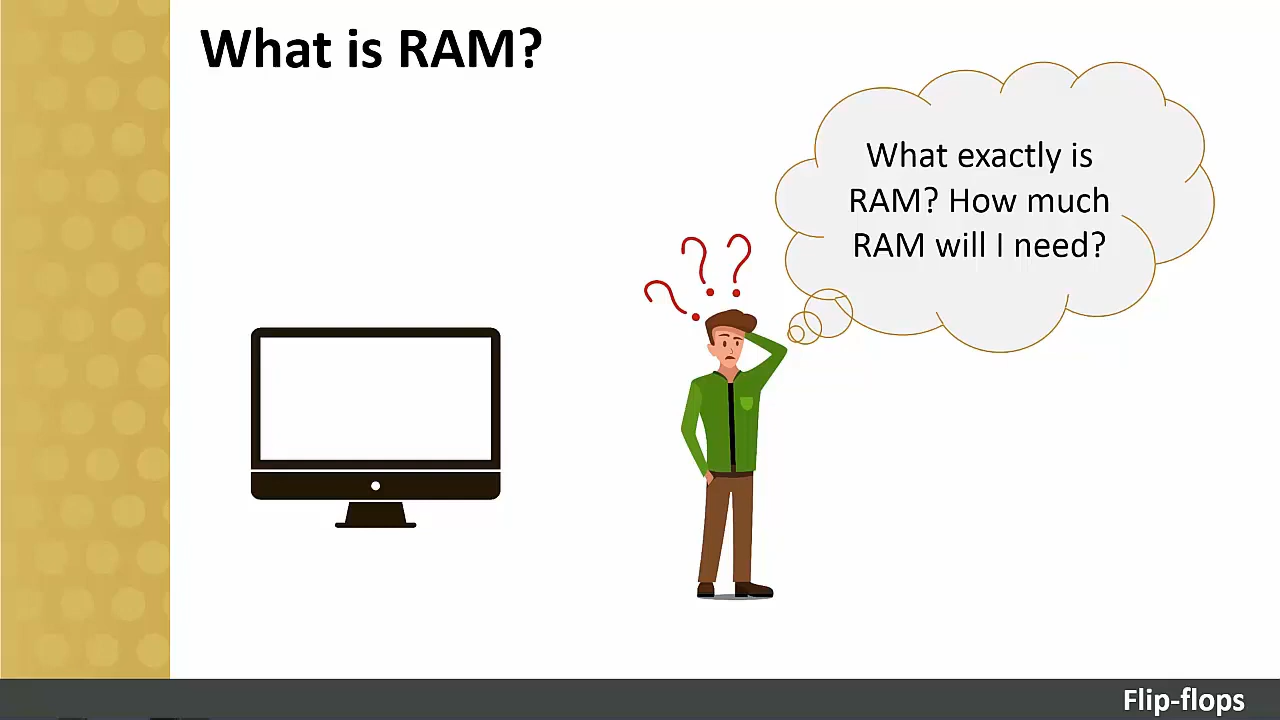 What is RAM?
What exactly is
RAM? How much
RAM will I need?
Flip-flops